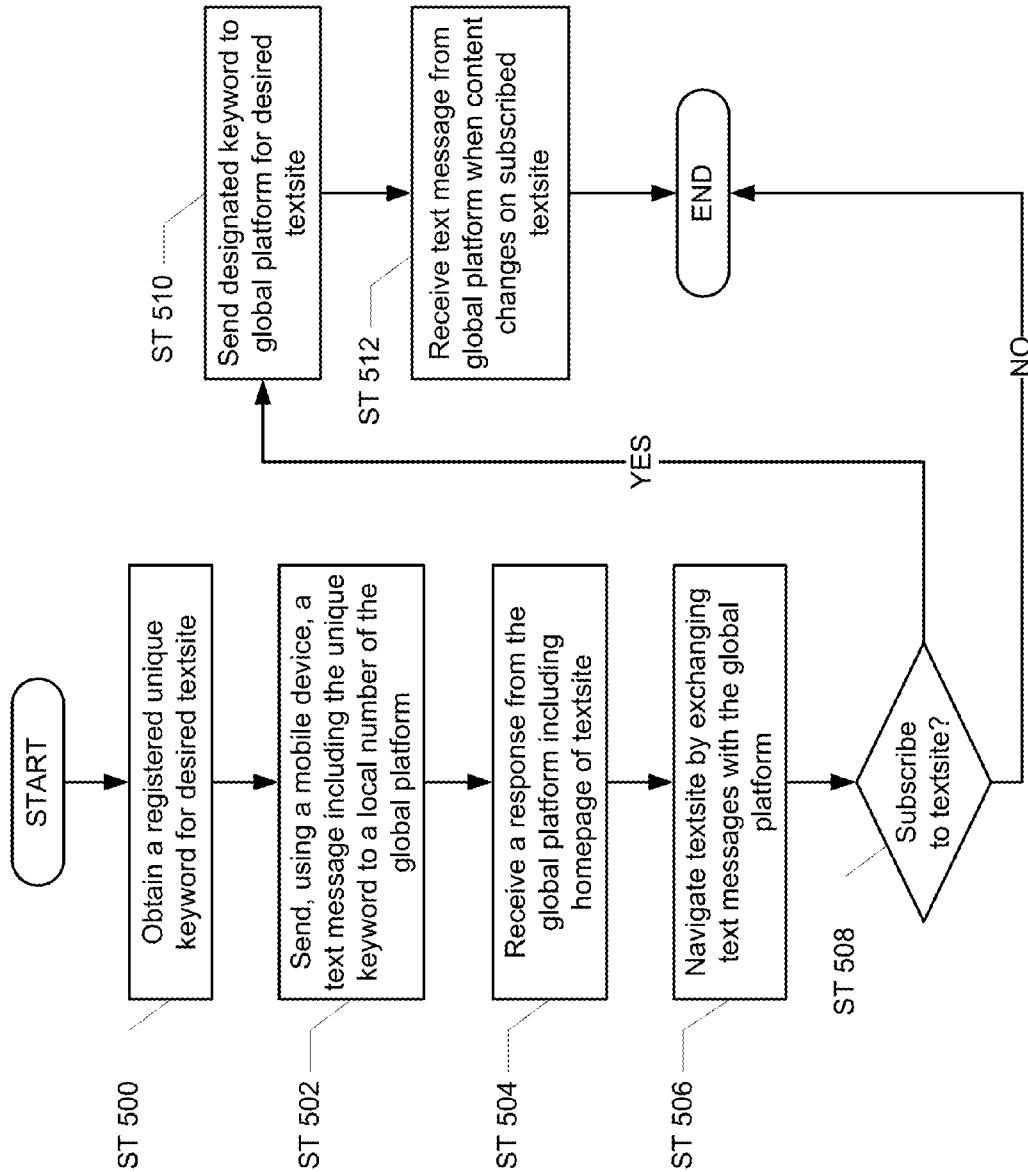 START
ST 500
Obtain a registered unique
keyword for desired textsite
ST 502
Send, using a mobile device, a
text message including the unique
keyword to a local number of the
global platform
ST 504
Receive a response from the
global platform including
homepage of textsite
ST 506
Navigate textsite by exchanging
text messages with the global
platform
ST 508
Subscribe
to textsite?
YES
NO
ST 510
Send designated keyword to
global platform for desired
textsite
ST 512
Receive text message from
global platform when content
changes on subscribed
textsite
END